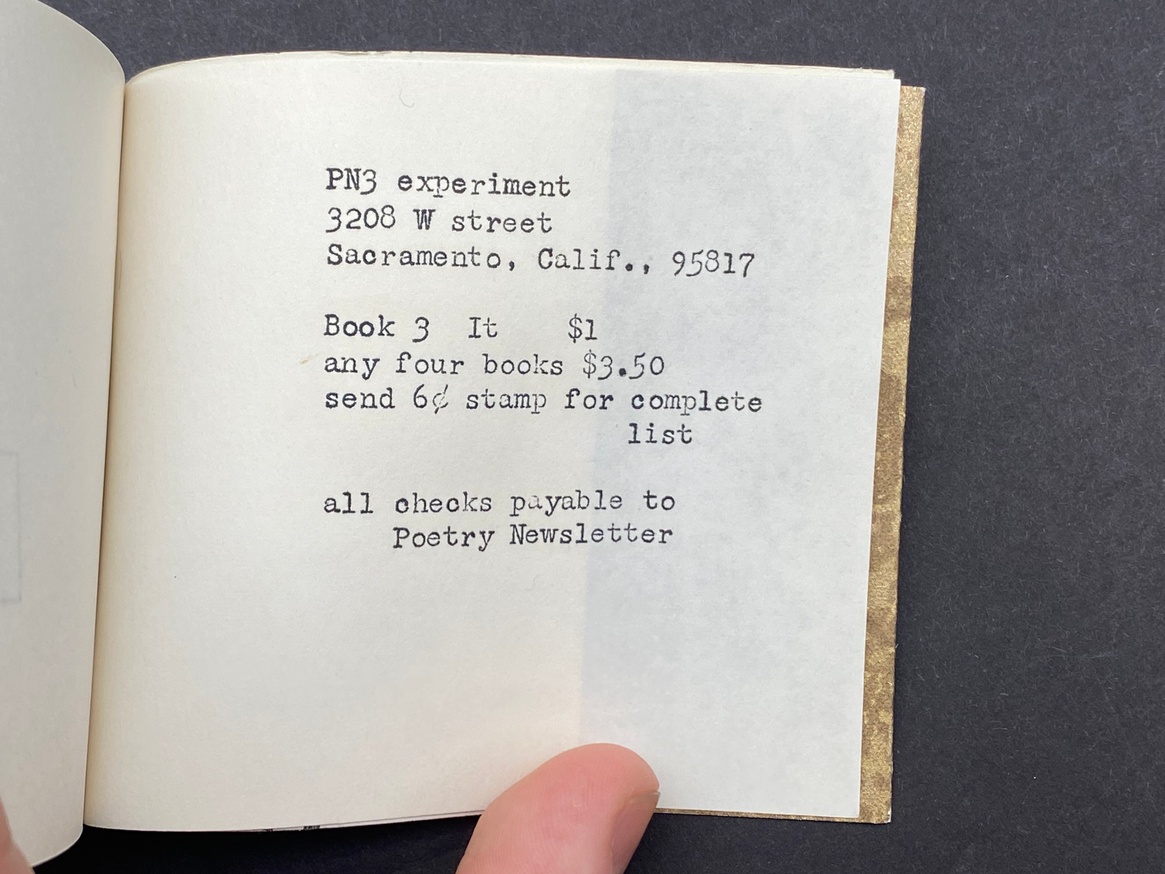 PN3 experiment
3208 W street
Sacramento, Calif., 95817
Book 3  It    $1
any four books $3.50
send 6¢ stamp for complete
list
all checks payable to
Poetry Newsletter